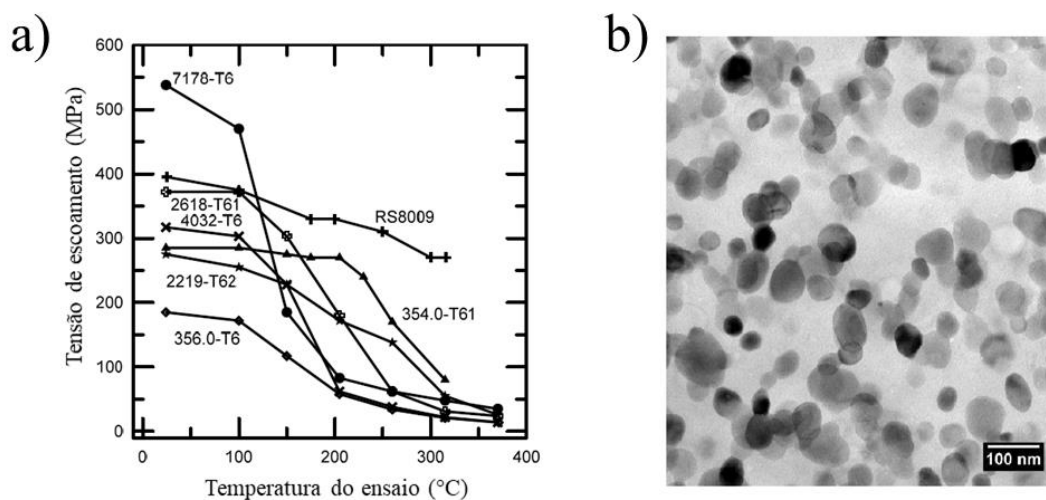 a)
b)
Tensão de escoamento (MPa)
600
500
400
300
200
100
0
7178-T6
2618-T61
4032-T6
2219-T62
356.0-T6
RS8009
354.0-T61
0
100
200
300
400
Temperatura do ensaio (°C)
100 nm